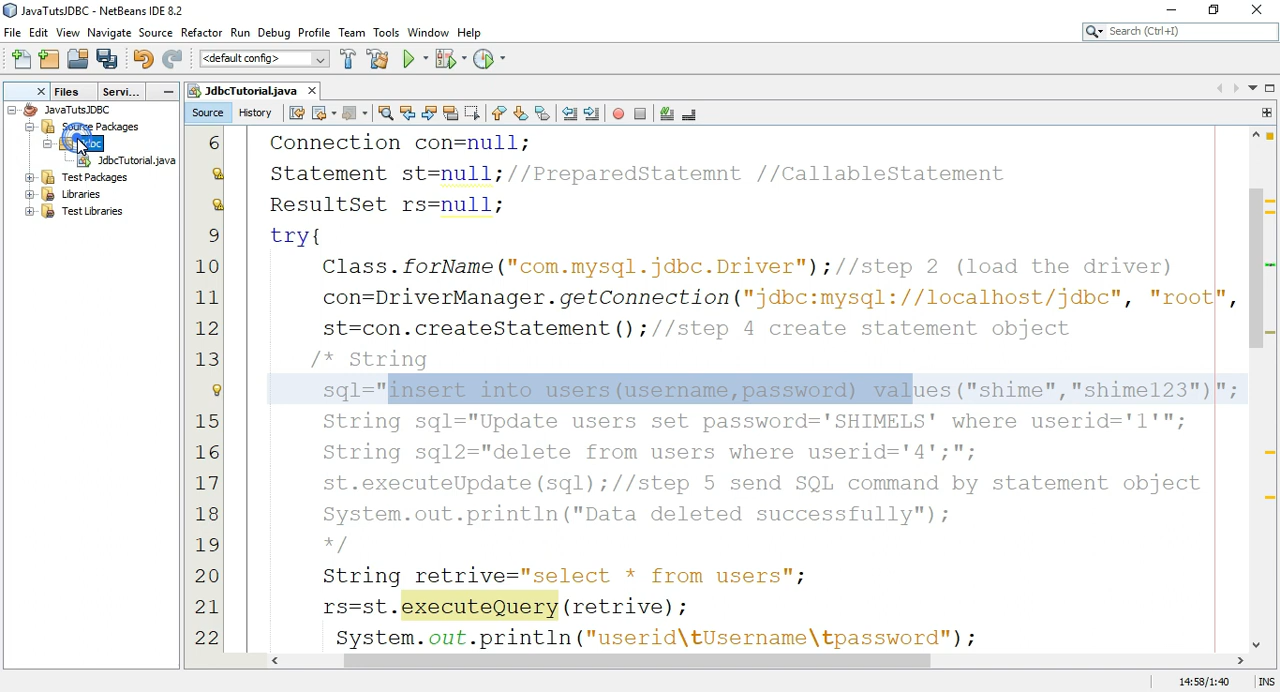 JavaTutsJDBC - NetBeans IDE 8.2
File Edit View Navigate Source Refactor Run Debug Profile Team Tools Window Help
Search (Ctrl+I)
<default config>
Files Servi...
JdbcTutorial.java
Source History
JavaTutsJDBC
Source Packages
JdbcTutorial.java
Test Packages
Libraries
Test Libraries
6 Connection con=null;
Statement st=null;//PreparedStatemnt //CallableStatement
ResultSet rs=null;
9 try{
10 Class.forName("com.mysql.jdbc.Driver");//step 2 (load the driver)
11 con=DriverManager.getConnection("jdbc:mysql://localhost/jdbc", "root",
12 st=con.createStatement();//step 4 create statement object
13 /* String
sql="insert into users(username,password) values("shime","shime123")";
15 String sql="Update users set password='SHIMELS' where userid='1'";
16 String sql2="delete from users where userid='4';";
17 st.executeUpdate(sql);//step 5 send SQL command by statement object
18 System.out.println("Data deleted successfully");
19 */
20 String retrive="select * from users";
21 rs=st.executeQuery(retrive);
22 System.out.println("userid\tUsername\tpassword");
14:58/1:40 INS